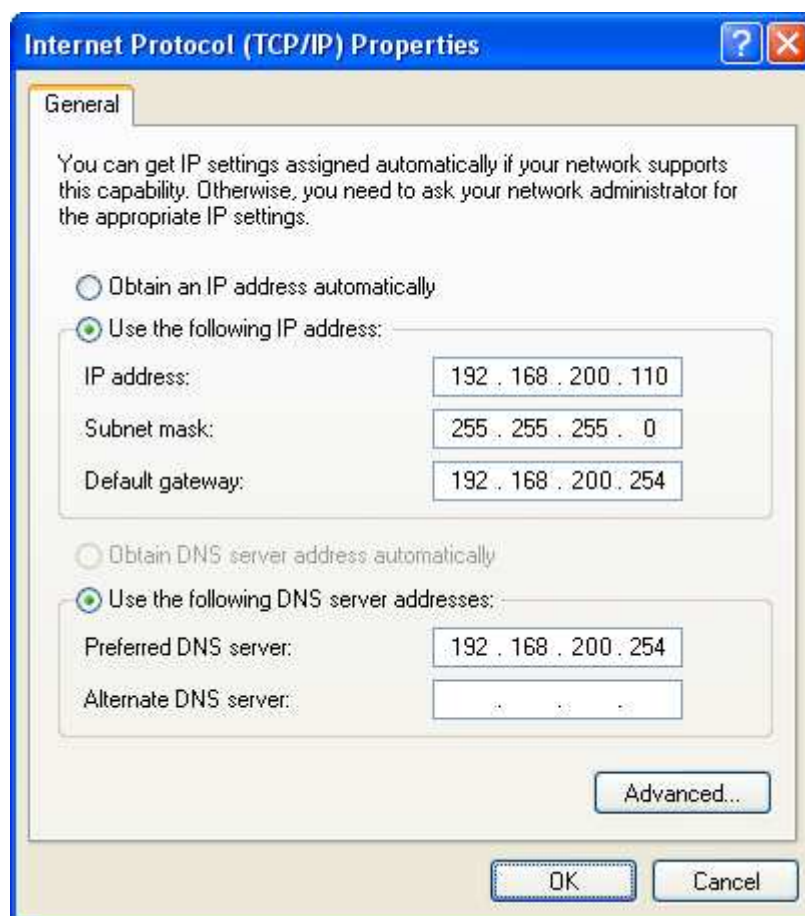 Internet Protocol (TCP/IP) Properties
General
You can get IP settings assigned automatically if your network supports
this capability. Otherwise, you need to ask your network administrator for
the appropriate IP settings.
Obtain an IP address automatically
Use the following IP address:
IP address: 192 . 168 . 200 . 110
Subnet mask: 255 . 255 . 255 . 0
Default gateway: 192 . 168 . 200 . 254
Obtain DNS server address automatically
Use the following DNS server addresses:
Preferred DNS server: 192 . 168 . 200 . 254
Alternate DNS server: . . .
Advanced...
OK Cancel